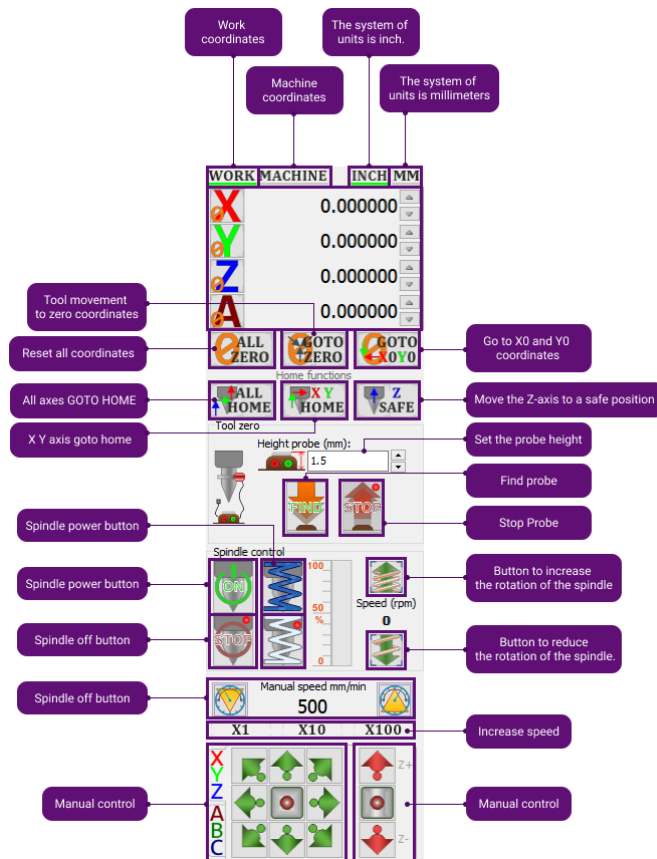 Work
coordinates
The system of
units is inch.
Machine
coordinates
The system of
units is millimeters
WORK MACHINE INCH MM
X 0.000000
Y 0.000000
Z 0.000000
A 0.000000
Tool movement
to zero coordinates
Reset all coordinates
ALL
ZERO
GOTO
ZERO
GOTO
X0Y0
Go to X0 and Y0
coordinates
Home functions
All axes GOTO HOME
ALL
HOME
X Y
HOME
Z
SAFE
Move the Z-axis to a safe position
X Y axis goto home
Tool zero
Height probe (mm):
1.5
Set the probe height
Find probe
FIND
STOP
Stop Probe
Spindle power button
Spindle control
Spindle power button
ON
100
50
%
0
Speed (rpm)
0
Button to increase
the rotation of the spindle
Spindle off button
STOP
Button to reduce
the rotation of the spindle.
Spindle off button
Manual speed mm/min
500
X1 X10 X100
Increase speed
Manual control
X
Y
Z
A
B
C
Z+
Z-
Manual control